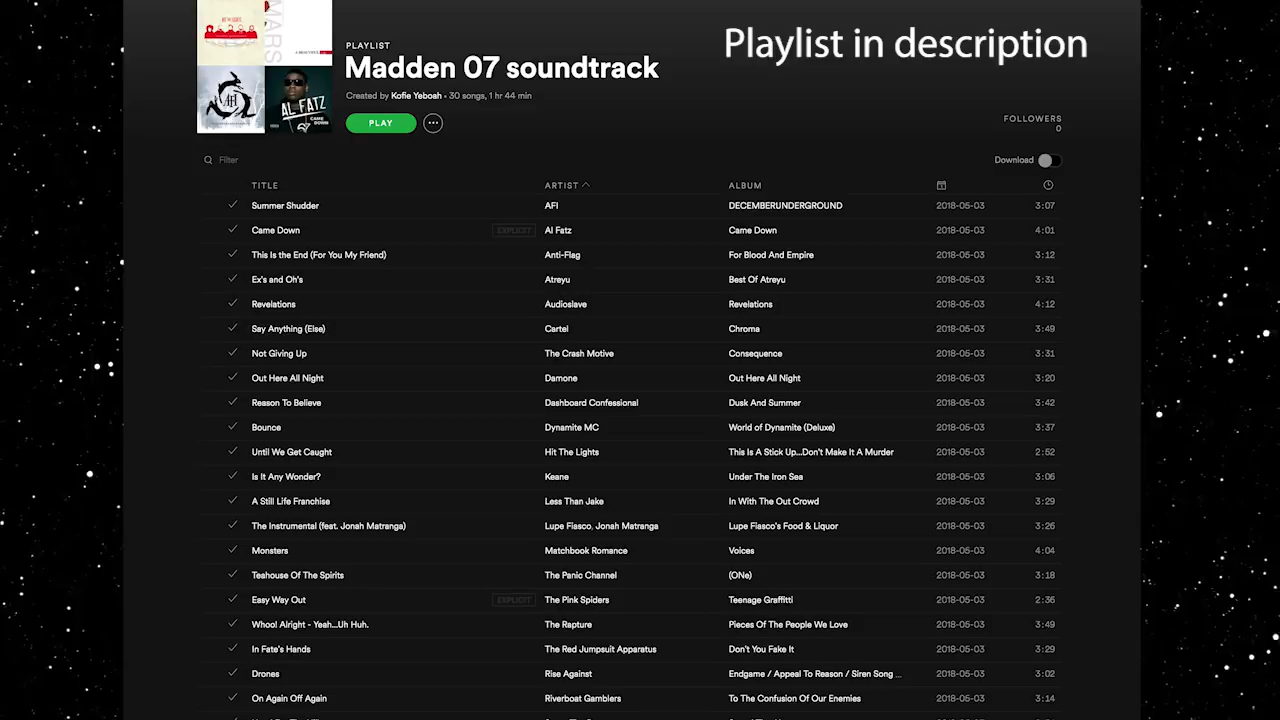 Playlist in description
PLAYLIST
Madden 07 soundtrack
Created by Kofie Yeboah • 30 songs, 1 hr 44 min
PLAY
FOLLOWERS
0
Filter
Download
TITLE ARTIST ALBUM
Summer Shudder AFI DECEMBERUNDERGROUND 2018-05-03 3:07
Came Down EXPLICIT Al Fatz Came Down 2018-05-03 4:01
This Is the End (For You My Friend) Anti-Flag For Blood And Empire 2018-05-03 3:12
Ex's and Oh's Atreyu Best Of Atreyu 2018-05-03 3:31
Revelations Audioslave Revelations 2018-05-03 4:12
Say Anything (Else) Cartel Chroma 2018-05-03 3:49
Not Giving Up The Crash Motive Consequence 2018-05-03 3:31
Out Here All Night Damone Out Here All Night 2018-05-03 3:20
Reason To Believe Dashboard Confessional Dusk And Summer 2018-05-03 3:42
Bounce Dynamite MC World of Dynamite (Deluxe) 2018-05-03 3:37
Until We Get Caught Hit The Lights This Is A Stick Up...Don't Make It A Murder 2018-05-03 2:52
Is It Any Wonder? Keane Under The Iron Sea 2018-05-03 3:06
A Still Life Franchise Less Than Jake In With The Out Crowd 2018-05-03 3:29
The Instrumental (feat. Jonah Matranga) Lupe Fiasco, Jonah Matranga Lupe Fiasco's Food & Liquor 2018-05-03 3:26
Monsters Matchbook Romance Voices 2018-05-03 4:04
Teahouse Of The Spirits The Panic Channel (ONe) 2018-05-03 3:18
Easy Way Out EXPLICIT The Pink Spiders Teenage Graffiti 2018-05-03 2:36
Whoo! Alright - Yeah...Uh Huh. The Rapture Pieces Of The People We Love 2018-05-03 3:49
In Fate's Hands The Red Jumpsuit Apparatus Don't You Fake It 2018-05-03 3:29
Drones Rise Against Endgame / Appeal To Reason / Siren Song ... 2018-05-03 3:02
On Again Off Again Riverboat Gamblers To The Confusion Of Our Enemies 2018-05-03 3:14
MARS
AFI
AL FATZ
CAME DOWN